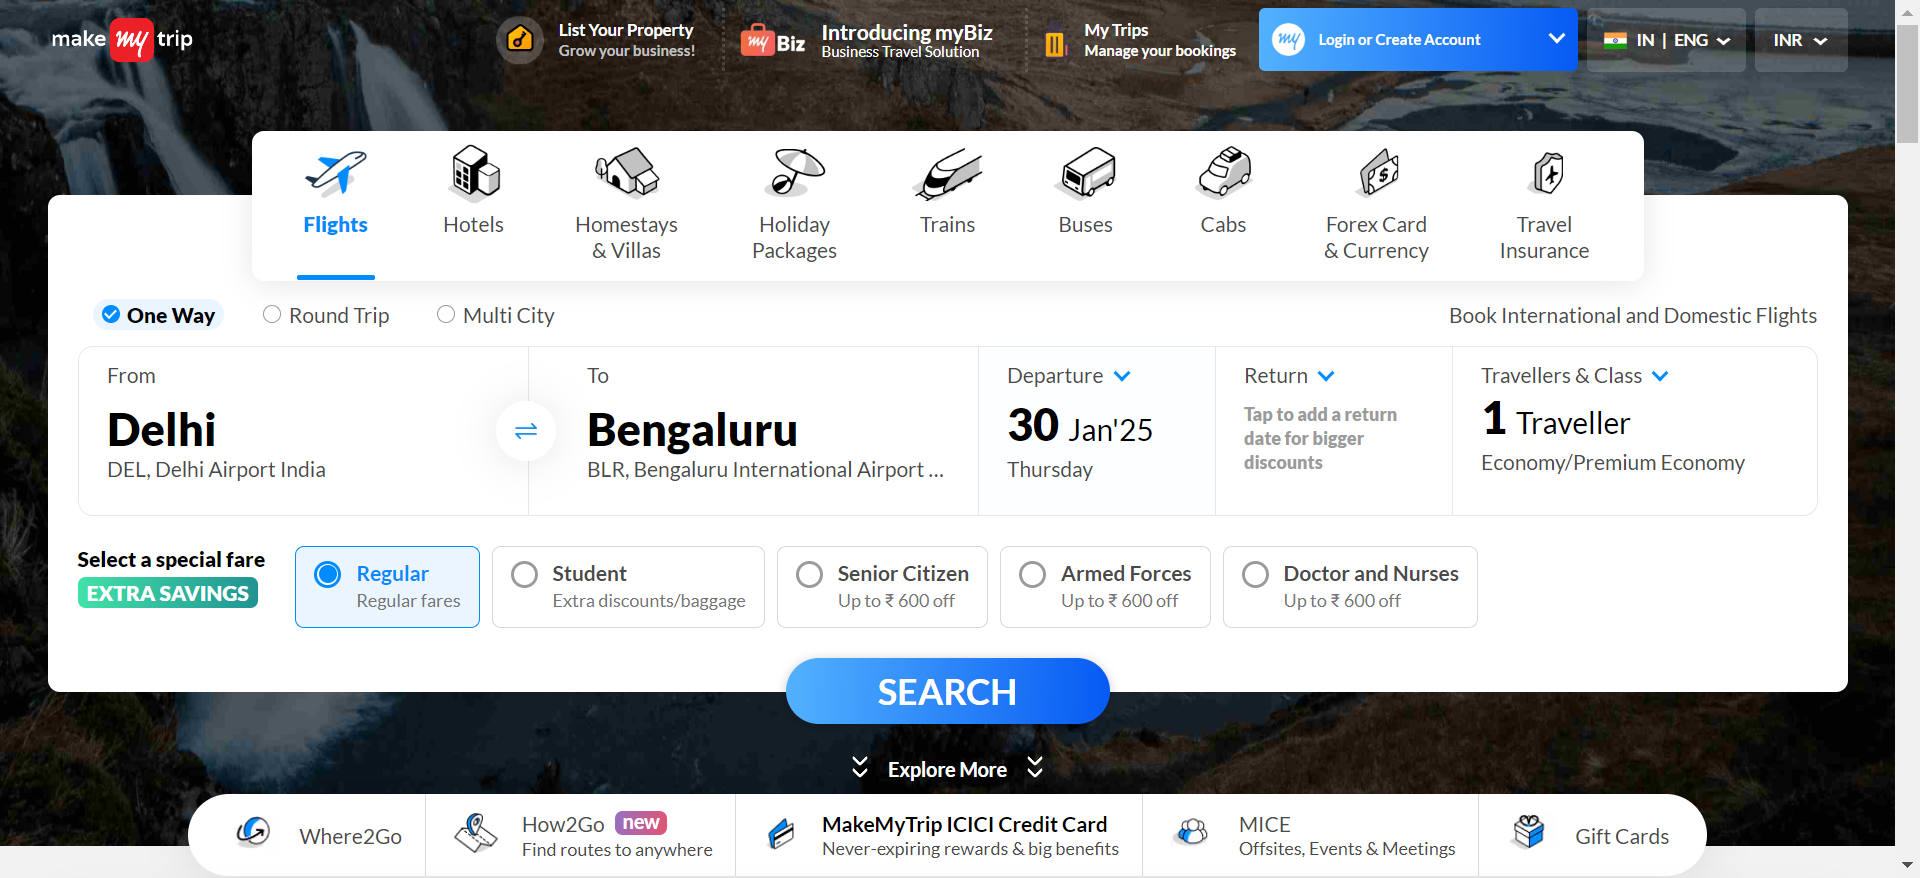 make my trip
List Your Property
Grow your business!
my Biz
Introducing myBiz
Business Travel Solution
My Trips
Manage your bookings
my Login or Create Account
IN | ENG
INR
Flights
Hotels
Homestays
& Villas
Holiday
Packages
Trains
Buses
Cabs
Forex Card
& Currency
Travel
Insurance
One Way
Round Trip
Multi City
Book International and Domestic Flights
From
Delhi
DEL, Delhi Airport India
To
Bengaluru
BLR, Bengaluru International Airport ...
Departure
30 Jan'25
Thursday
Return
Tap to add a return
date for bigger
discounts
Travellers & Class
1 Traveller
Economy/Premium Economy
Select a special fare
EXTRA SAVINGS
Regular
Regular fares
Student
Extra discounts/baggage
Senior Citizen
Up to ₹ 600 off
Armed Forces
Up to ₹ 600 off
Doctor and Nurses
Up to ₹ 600 off
SEARCH
Explore More
Where2Go
How2Go new
Find routes to anywhere
MakeMyTrip ICICI Credit Card
Never-expiring rewards & big benefits
MICE
Offsites, Events & Meetings
Gift Cards